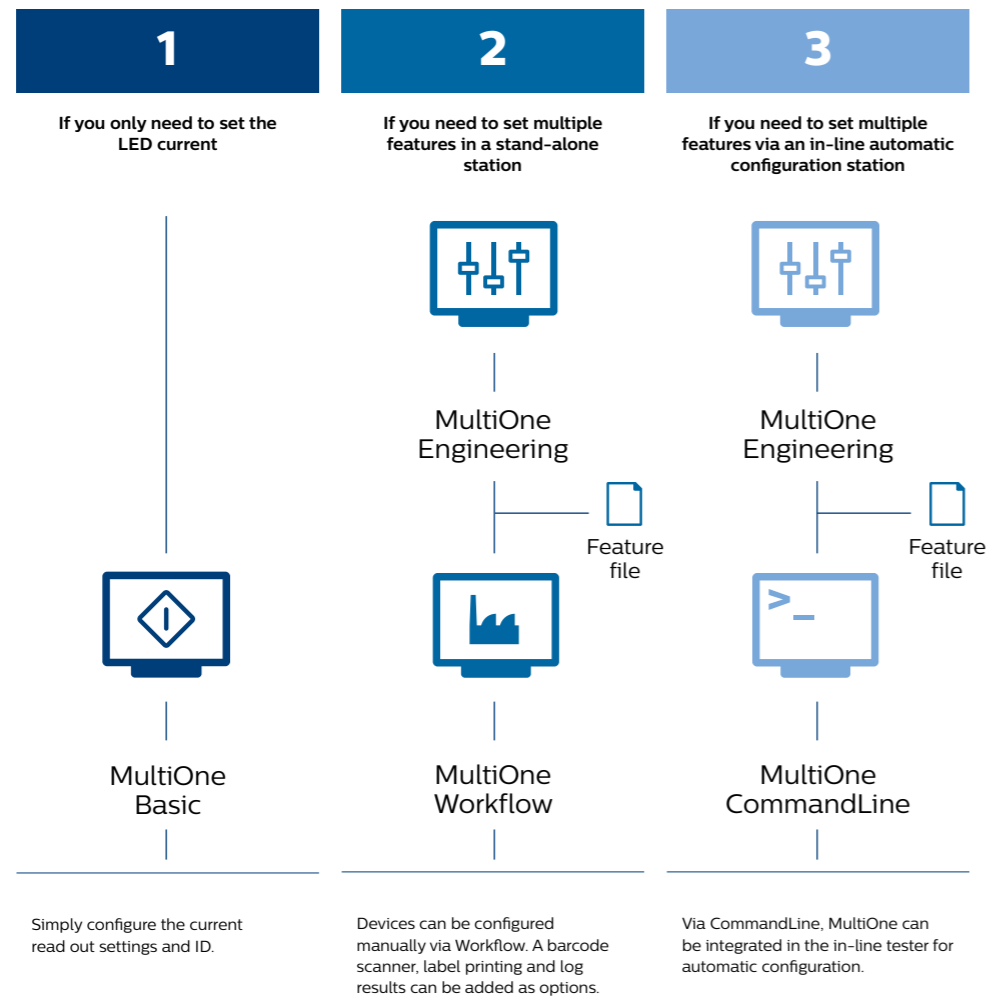 1
If you only need to set the
LED current
MultiOne
Basic
Simply configure the current
read out settings and ID.
2
If you need to set multiple
features in a stand-alone
station
MultiOne
Engineering
Feature
file
MultiOne
Workflow
Devices can be configured
manually via Workflow. A barcode
scanner, label printing and log
results can be added as options.
3
If you need to set multiple
features via an in-line automatic
configuration station
MultiOne
Engineering
Feature
file
>_
MultiOne
CommandLine
Via CommandLine, MultiOne can
be integrated in the in-line tester for
automatic configuration.